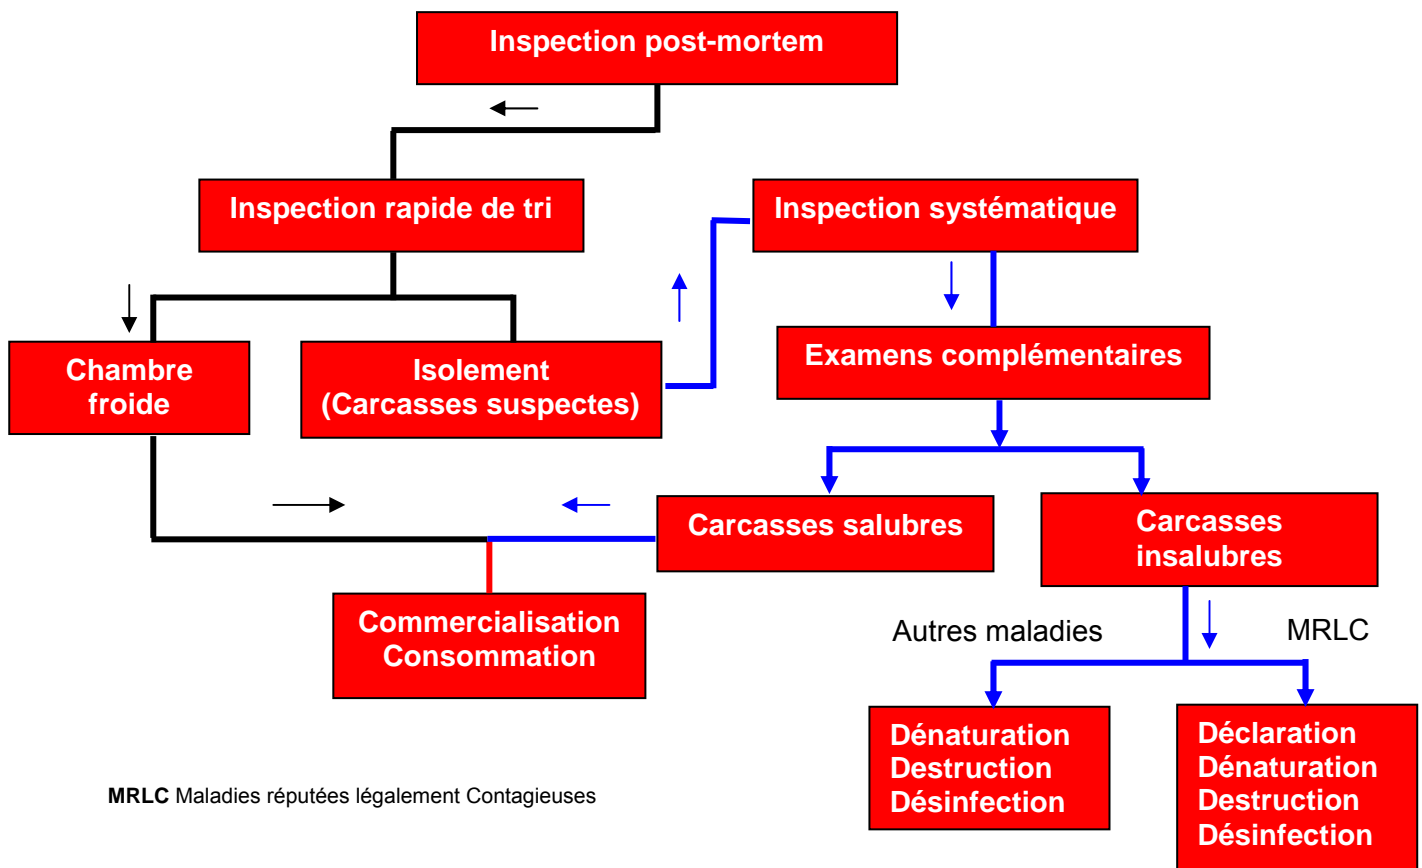 Inspection post-mortem
Inspection rapide de tri
Inspection systématique
Chambre
froide
Isolement
(Carcasses suspectes)
Examens complémentaires
Carcasses salubres
Carcasses
insalubres
Commercialisation
Consommation
Autres maladies
MRLC
Dénaturation
Destruction
Désinfection
Déclaration
Dénaturation
Destruction
Désinfection
MRLC Maladies réputées légalement Contagieuses